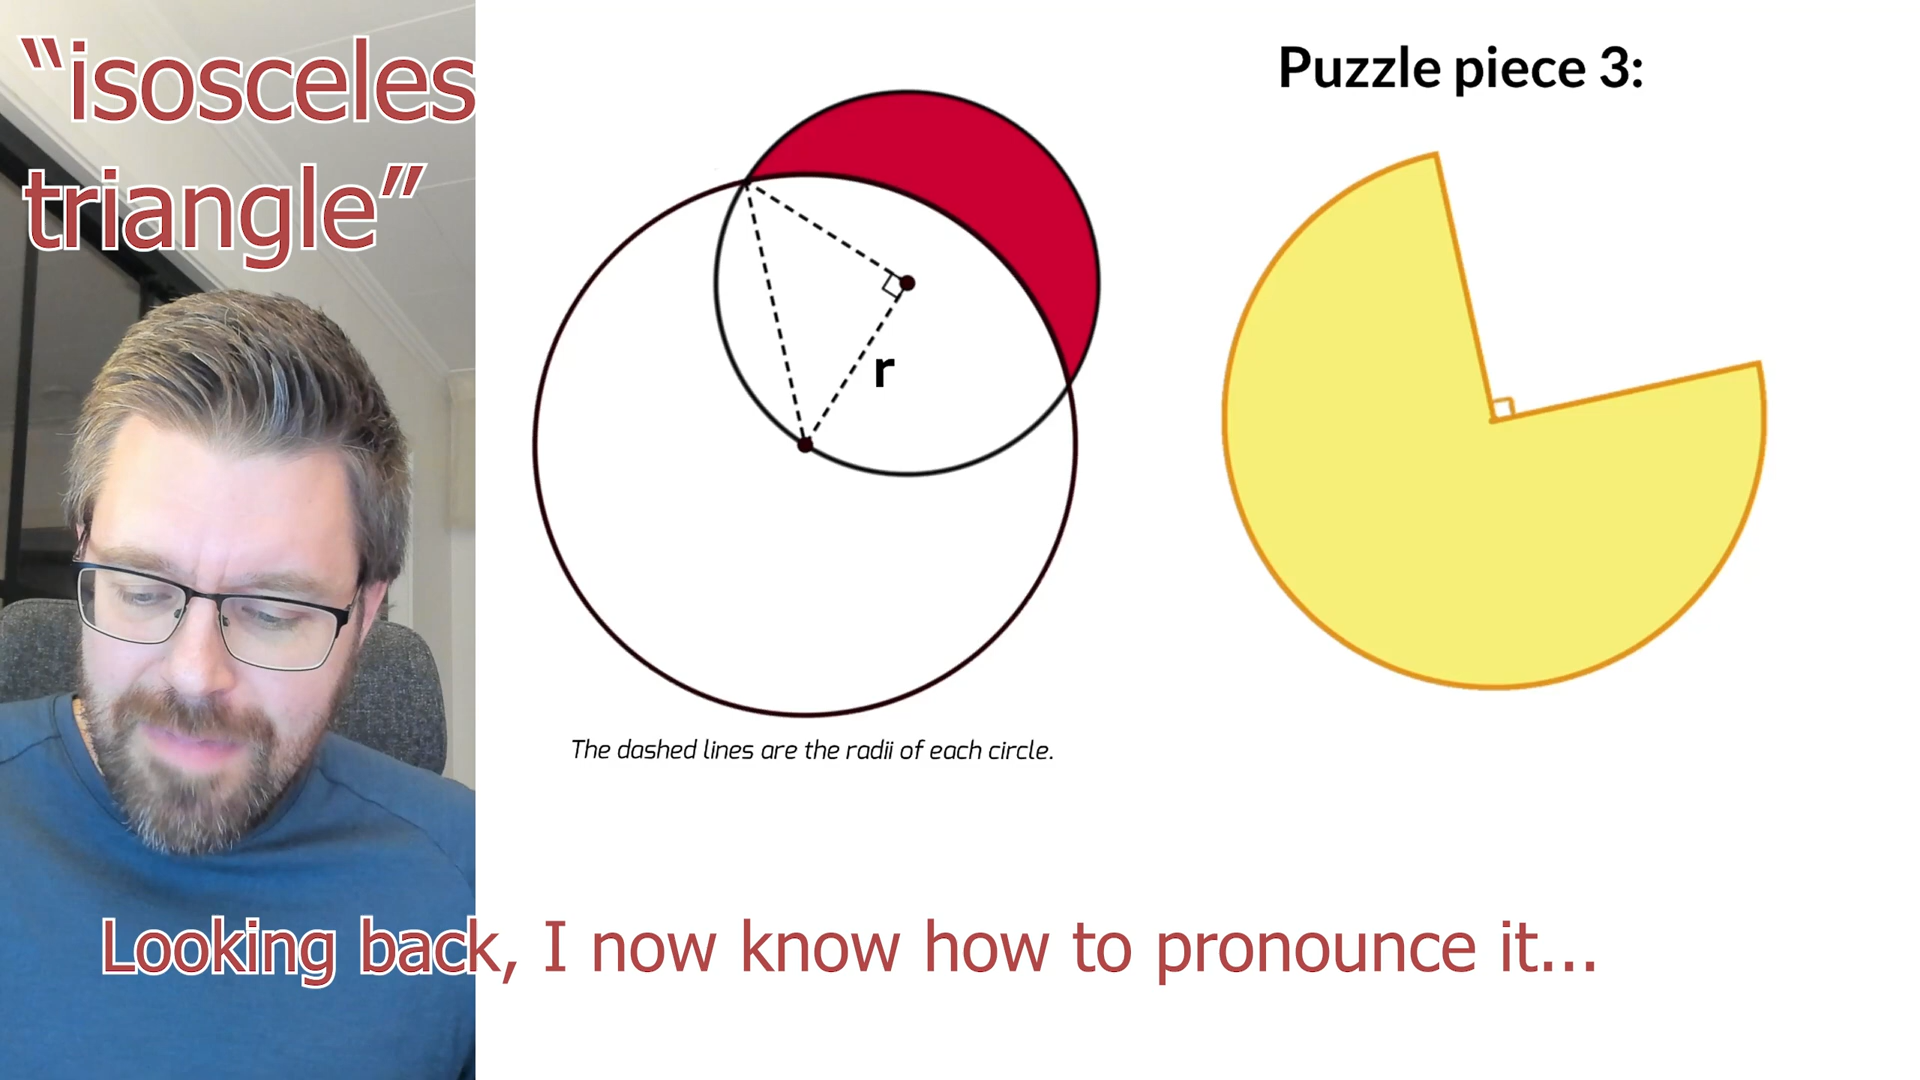 “isosceles
triangle”
Puzzle piece 3:
r
The dashed lines are the radii of each circle.
Looking back, I now know how to pronounce it...